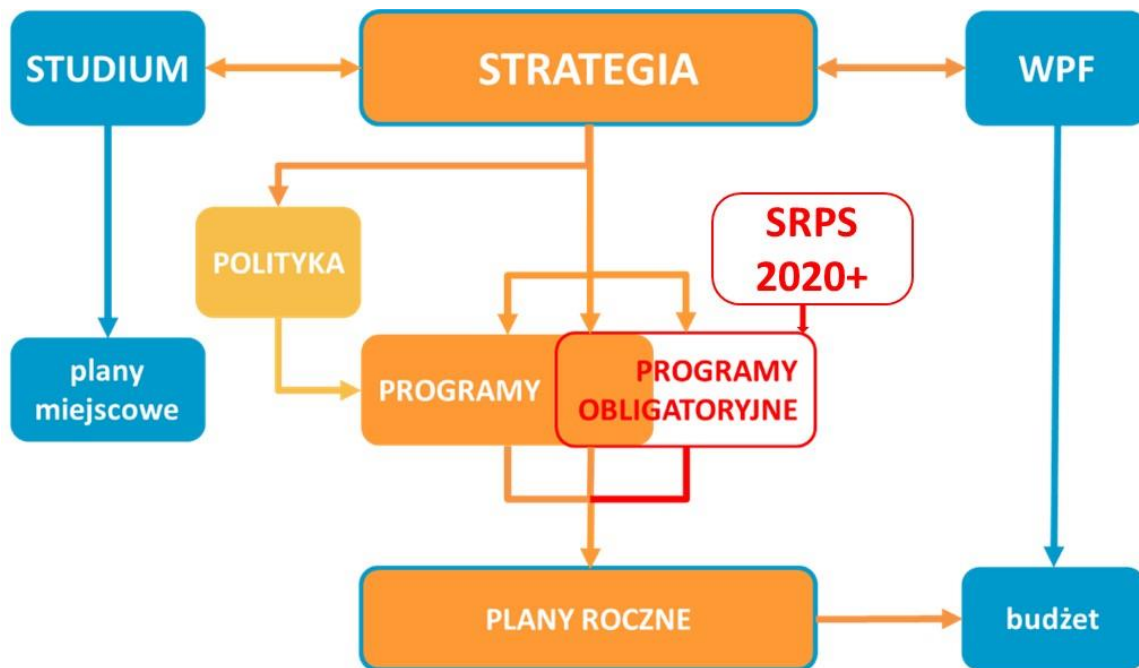 STUDIUM
STRATEGIA
WPF
POLITYKA
SRPS
2020+
plany
miejscowe
PROGRAMY
PROGRAMY
OBLIGATORYJNE
PLANY ROCZNE
budżet